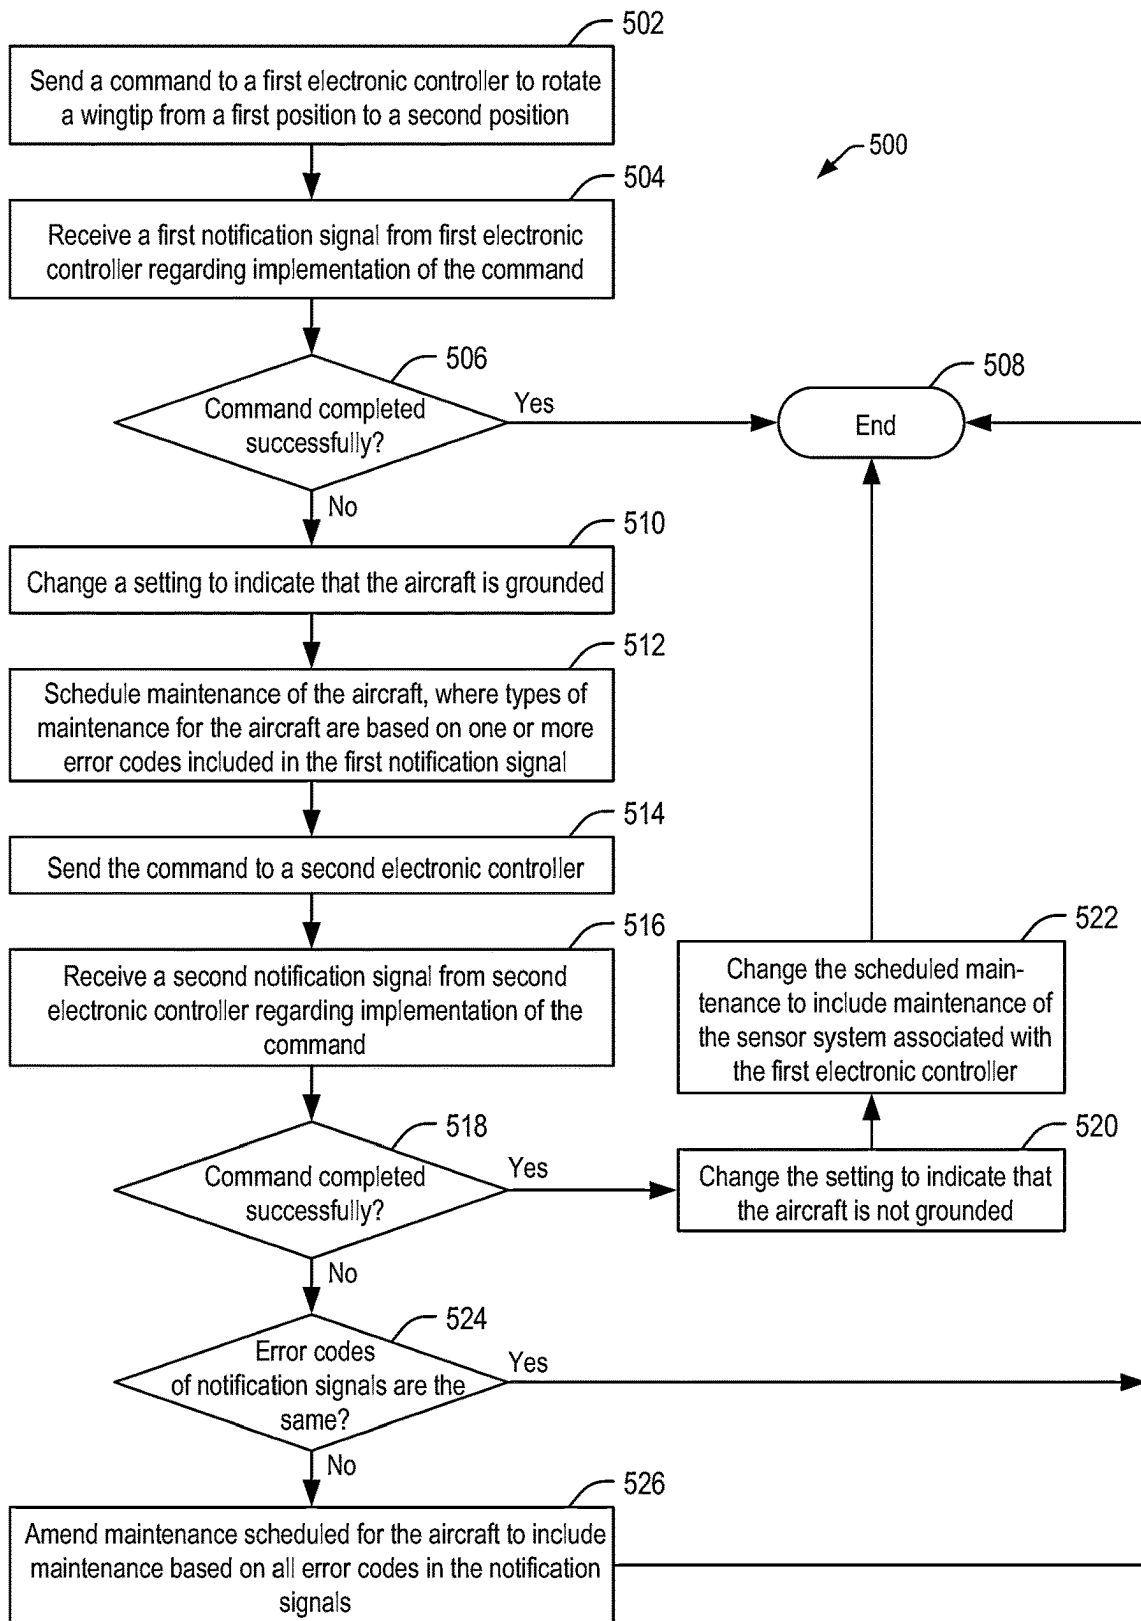 502
Send a command to a first electronic controller to rotate
a wingtip from a first position to a second position
500
504
Receive a first notification signal from first electronic
controller regarding implementation of the command
506
Command completed
successfully?
Yes
508
End
No
510
Change a setting to indicate that the aircraft is grounded
512
Schedule maintenance of the aircraft, where types of
maintenance for the aircraft are based on one or more
error codes included in the first notification signal
514
Send the command to a second electronic controller
516
Receive a second notification signal from second
electronic controller regarding implementation of the
command
522
Change the scheduled main-
tenance to include maintenance of
the sensor system associated with
the first electronic controller
518
Command completed
successfully?
Yes
520
Change the setting to indicate that
the aircraft is not grounded
No
524
Error codes
of notification signals are the
same?
Yes
No
526
Amend maintenance scheduled for the aircraft to include
maintenance based on all error codes in the notification
signals